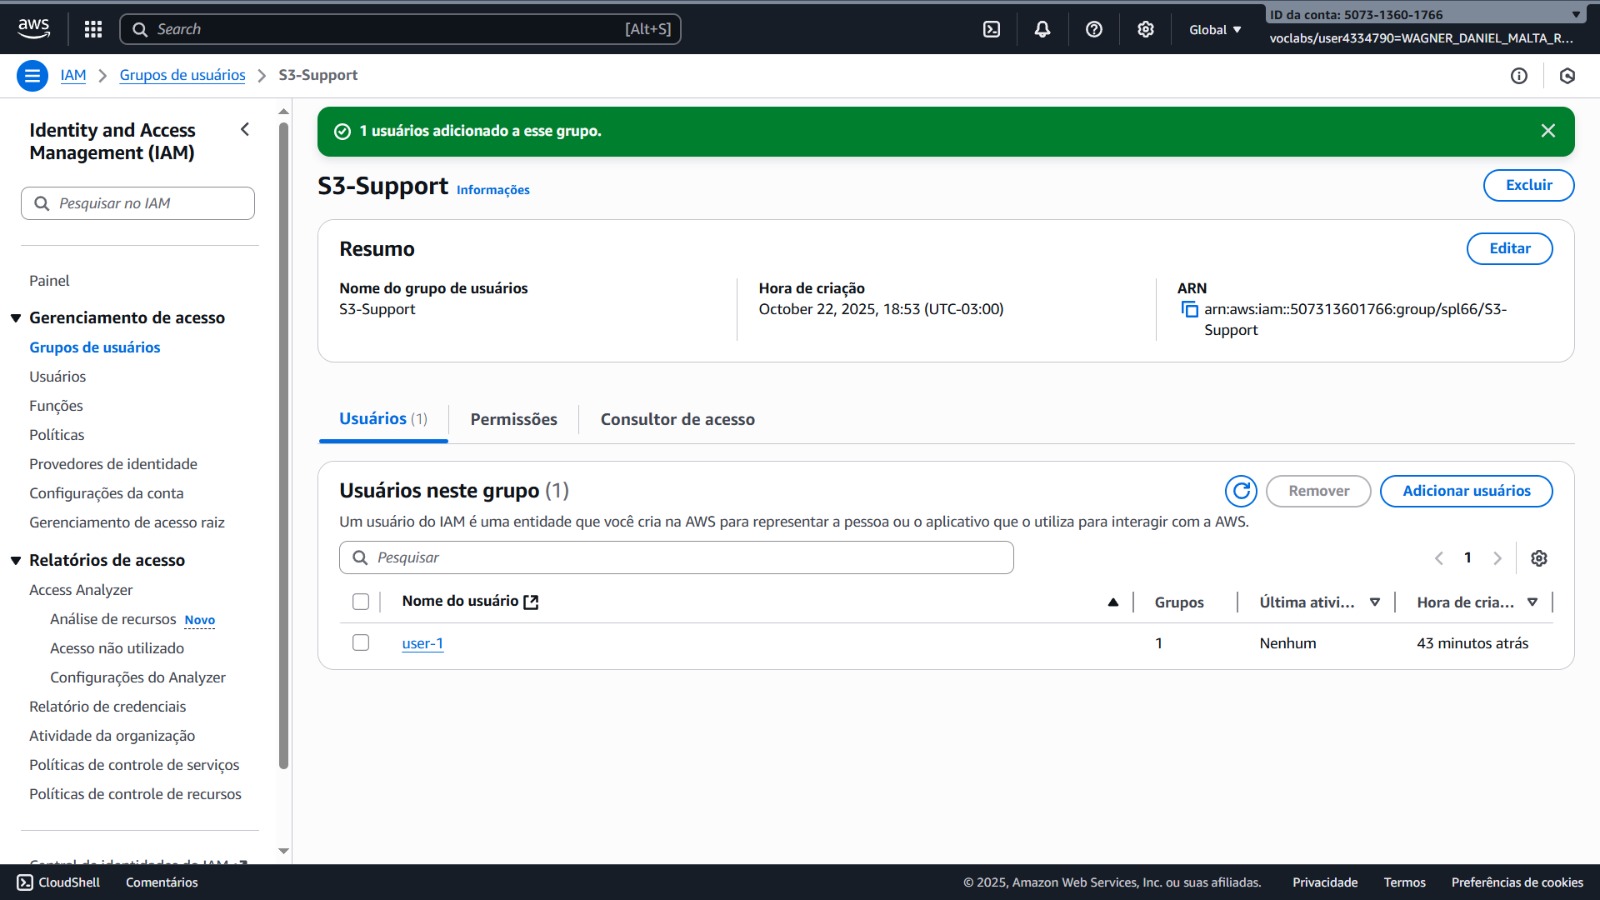 aws
Search
[Alt+S]
Global
ID da conta: 5073-1360-1766
voclabs/user4334790=WAGNER_DANIEL_MALTA_R...
IAM
Grupos de usuários
S3-Support
Identity and Access
Management (IAM)
Pesquisar no IAM
Painel
Gerenciamento de acesso
Grupos de usuários
Usuários
Funções
Políticas
Provedores de identidade
Configurações da conta
Gerenciamento de acesso raiz
Relatórios de acesso
Access Analyzer
Análise de recursos Novo
Acesso não utilizado
Configurações do Analyzer
Relatório de credenciais
Atividade da organização
Políticas de controle de serviços
Políticas de controle de recursos
Central de identidades do IAM
1 usuários adicionado a esse grupo.
S3-Support Informações
Excluir
Resumo
Editar
Nome do grupo de usuários
S3-Support
Hora de criação
October 22, 2025, 18:53 (UTC-03:00)
ARN
arn:aws:iam::507313601766:group/spl66/S3-
Support
Usuários (1)
Permissões
Consultor de acesso
Usuários neste grupo (1)
Remover
Adicionar usuários
Um usuário do IAM é uma entidade que você cria na AWS para representar a pessoa ou o aplicativo que o utiliza para interagir com a AWS.
Pesquisar
1
Nome do usuário
Grupos
Última ativi...
Hora de cria...
user-1
1
Nenhum
43 minutos atrás
CloudShell
Comentários
© 2025, Amazon Web Services, Inc. ou suas afiliadas.
Privacidade
Termos
Preferências de cookies